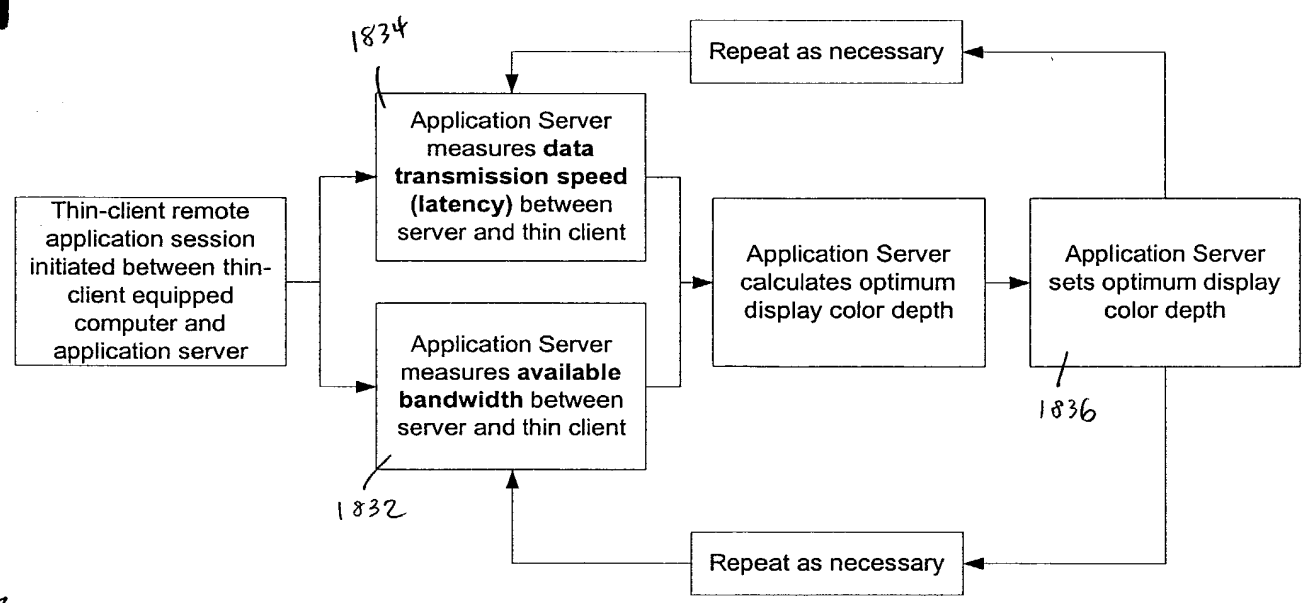 1834
Repeat as necessary
Application Server
measures data
transmission speed
(latency) between
server and thin client
Thin-client remote
application session
initiated between thin-
client equipped
computer and
application server
Application Server
calculates optimum
display color depth
Application Server
sets optimum display
color depth
Application Server
measures available
bandwidth between
server and thin client
1836
1832
Repeat as necessary